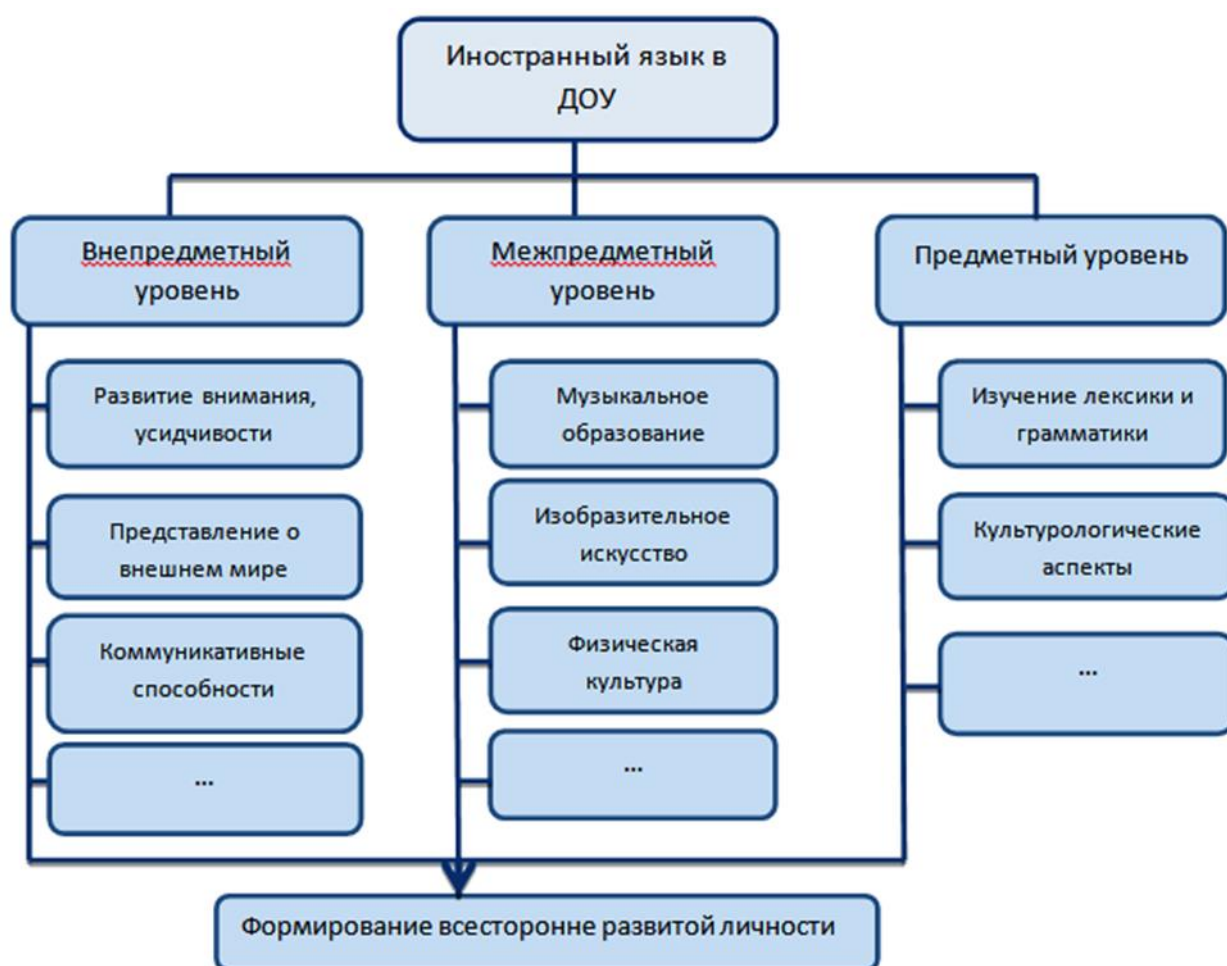 Иностранный язык в
ДОУ
Внепредметный
уровень
Межпредметный
уровень
Предметный уровень
Развитие внимания,
усидчивости
Представление о
внешнем мире
Коммуникативные
способности
...
Музыкальное
образование
Изобразительное
искусство
Физическая
культура
...
Изучение лексики и
грамматики
Культурологические
аспекты
...
Формирование всесторонне развитой личности